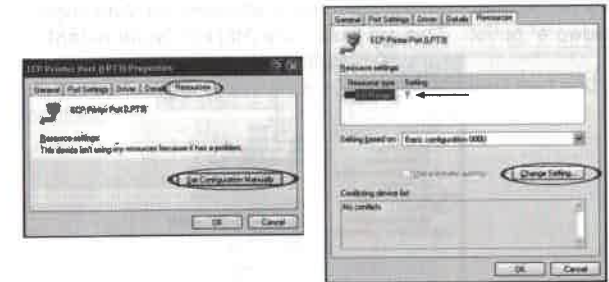 ECP Printer Port (LPT3) Properties
General Port Settings Driver Details Resources
ECP Printer Port (LPT3)
Resource settings:
This device isn't using any resources because it has a problem.
Set Configuration Manually
OK Cancel
General Port Settings Driver Details Resources
ECP Printer Port (LPT3)
Resource settings:
Resource type Setting
?
Setting based on: Basic configuration 0000
Use automatic settings
Change Setting...
Conflicting device list:
No conflicts.
OK Cancel